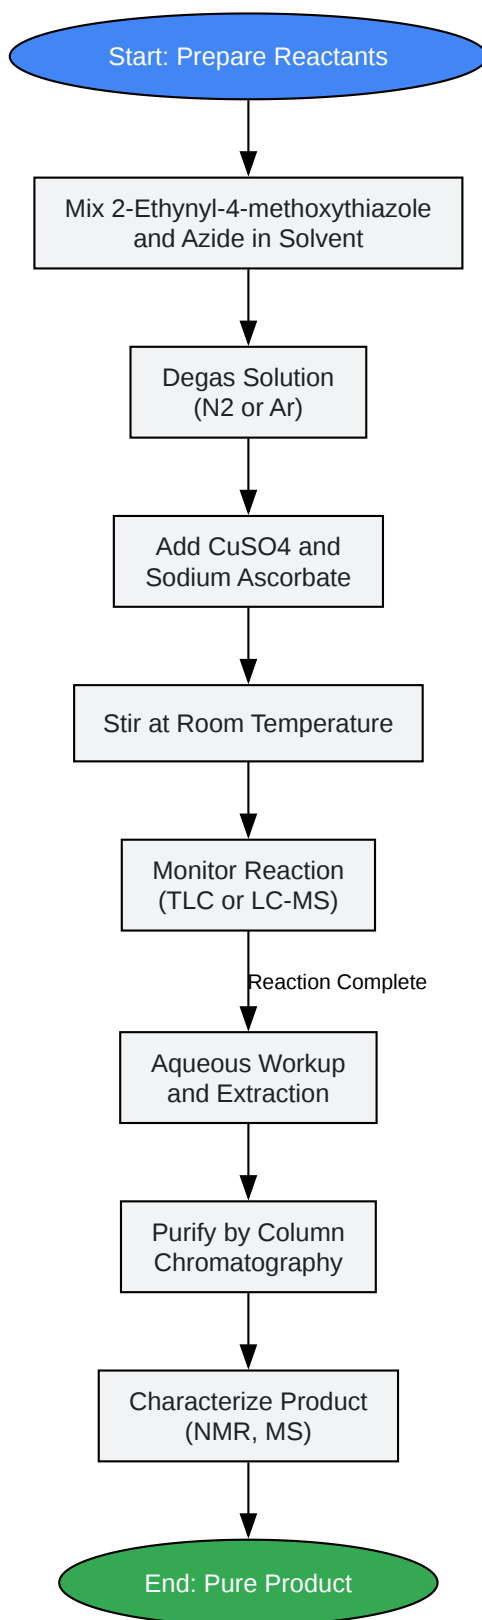 Start: Prepare Reactants
Mix 2-Ethynyl-4-methoxythiazole
and Azide in Solvent
Degas Solution
(N2 or Ar)
Add CuSO4 and
Sodium Ascorbate
Stir at Room Temperature
Monitor Reaction
(TLC or LC-MS)
Reaction Complete
Aqueous Workup
and Extraction
Purify by Column
Chromatography
Characterize Product
(NMR, MS)
End: Pure Product